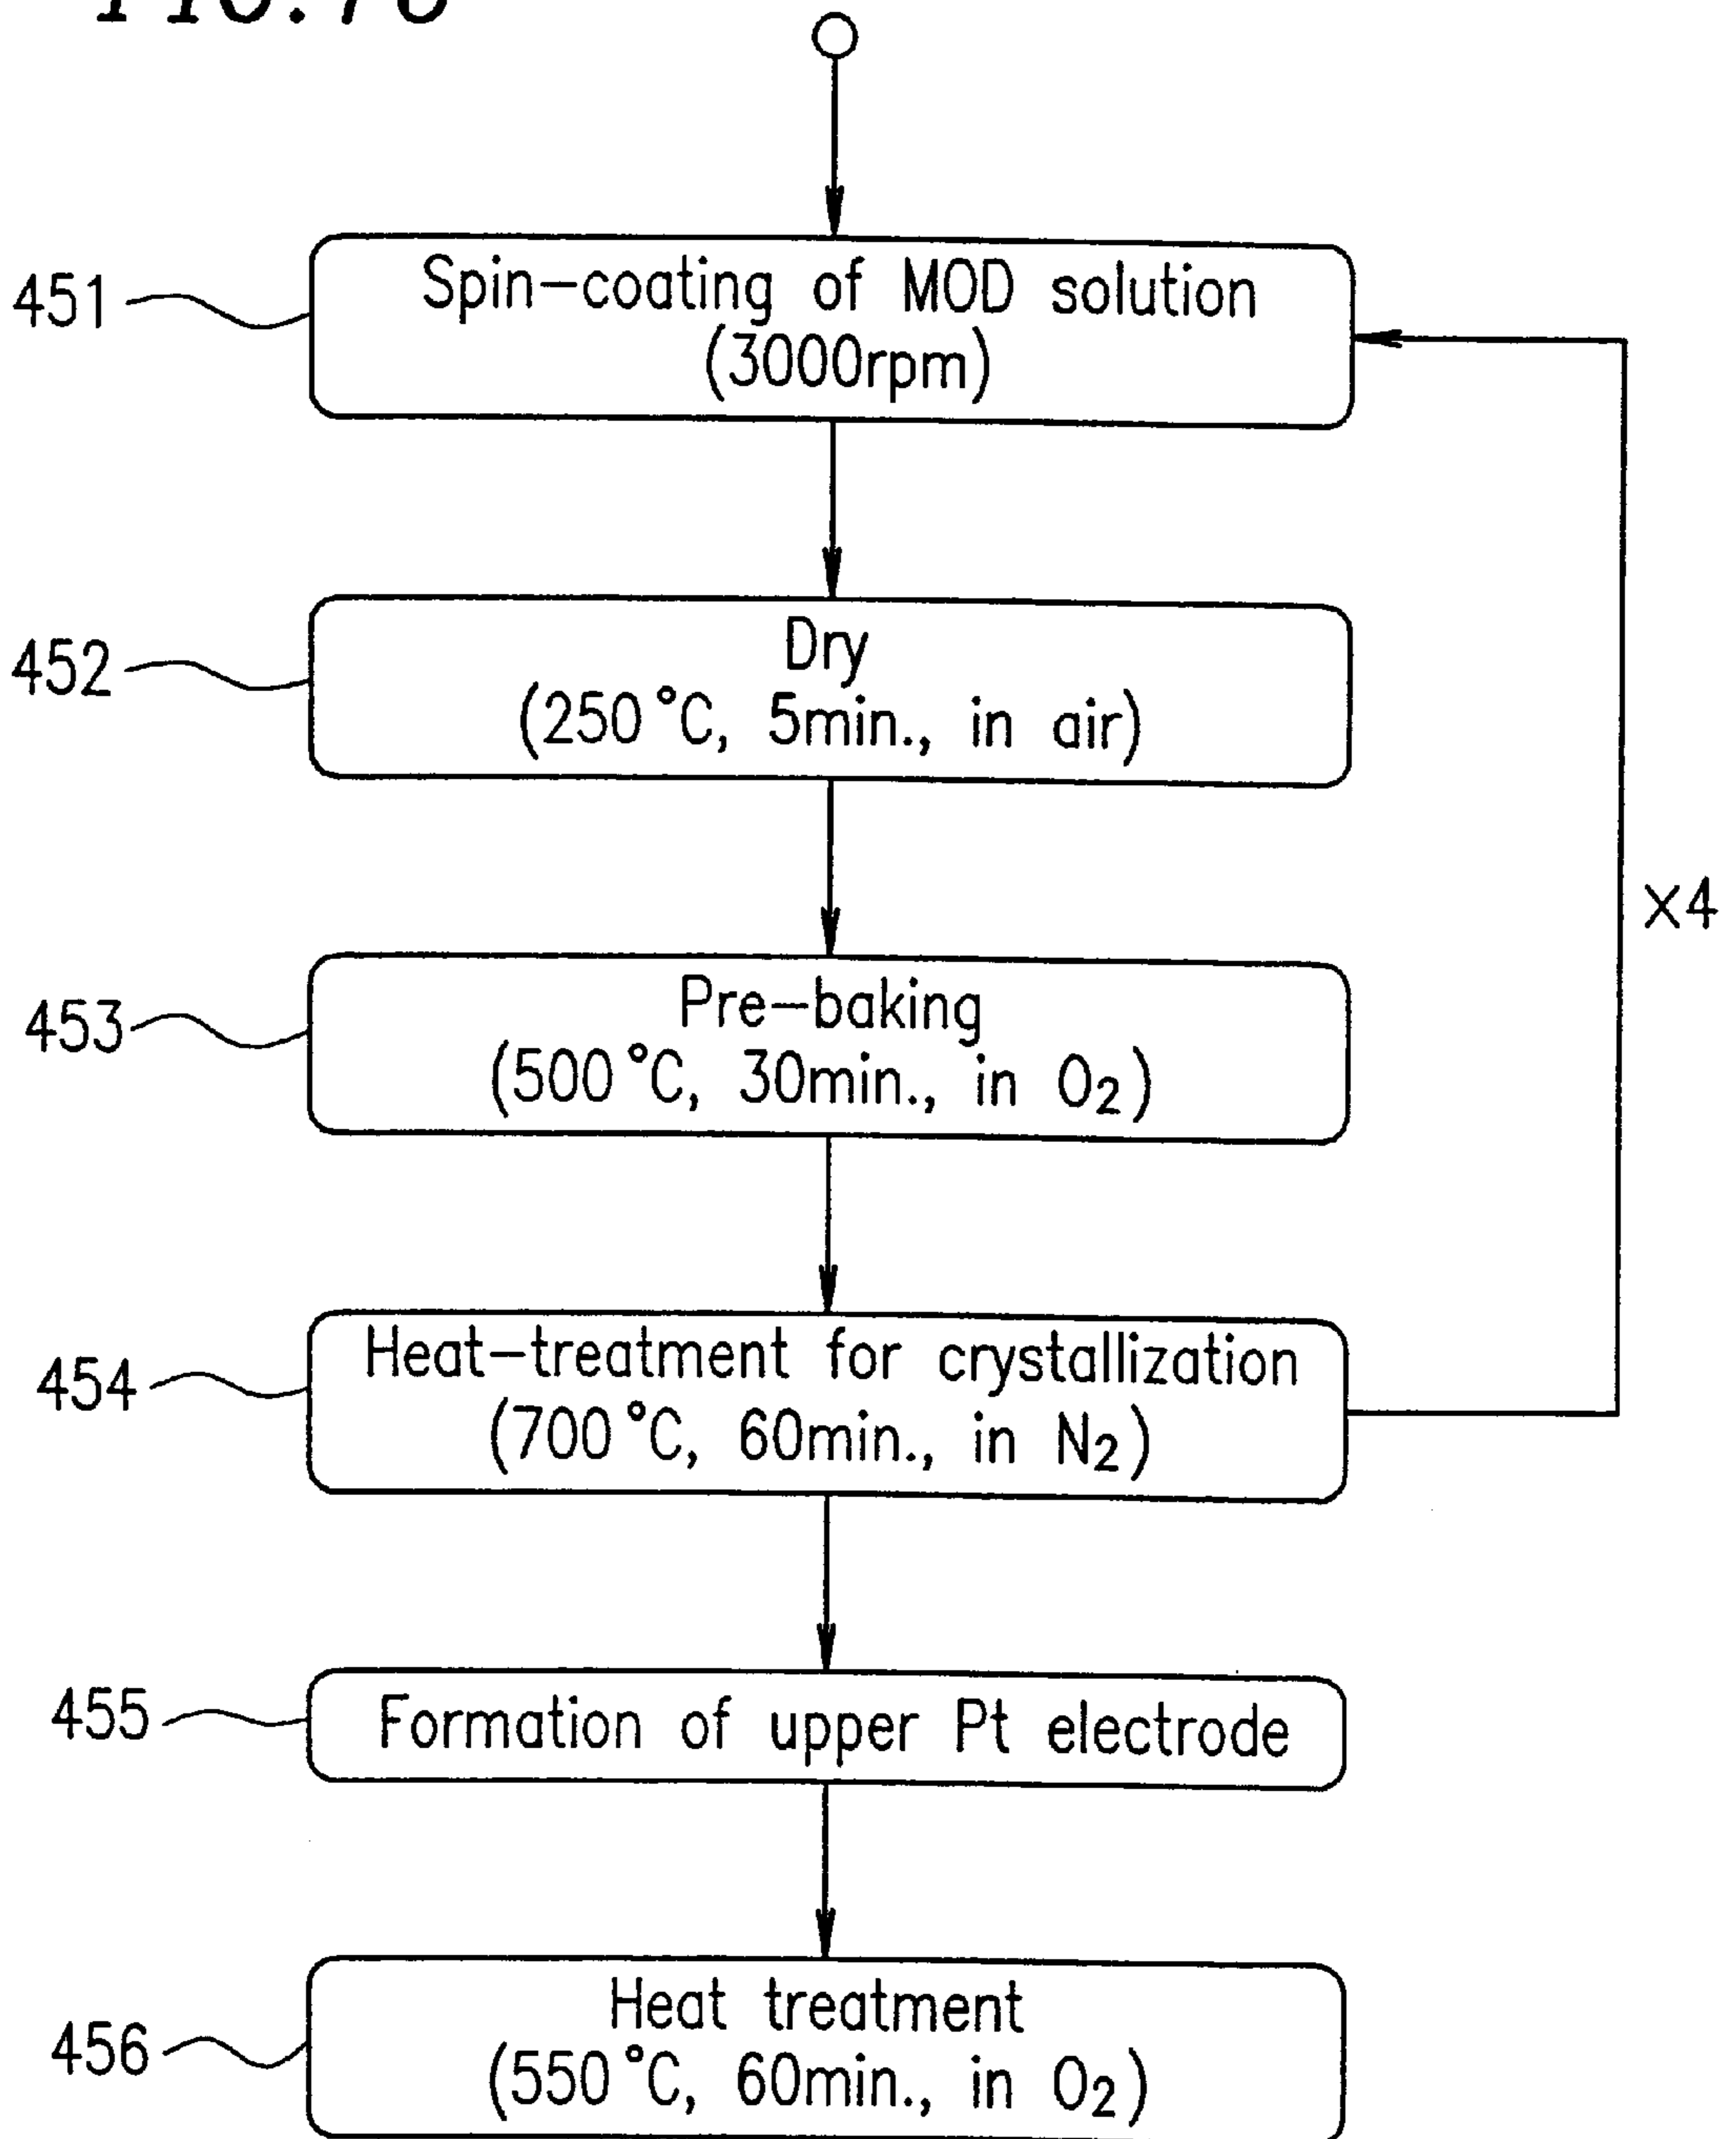 451
Spin-coating of MOD solution
(3000rpm)
452
Dry
(250°C, 5min., in air)
×4
453
Pre-baking
(500°C, 30min., in O₂)
454
Heat-treatment for crystallization
(700°C, 60min., in N₂)
455
Formation of upper Pt electrode
456
Heat treatment
(550°C, 60min., in O₂)